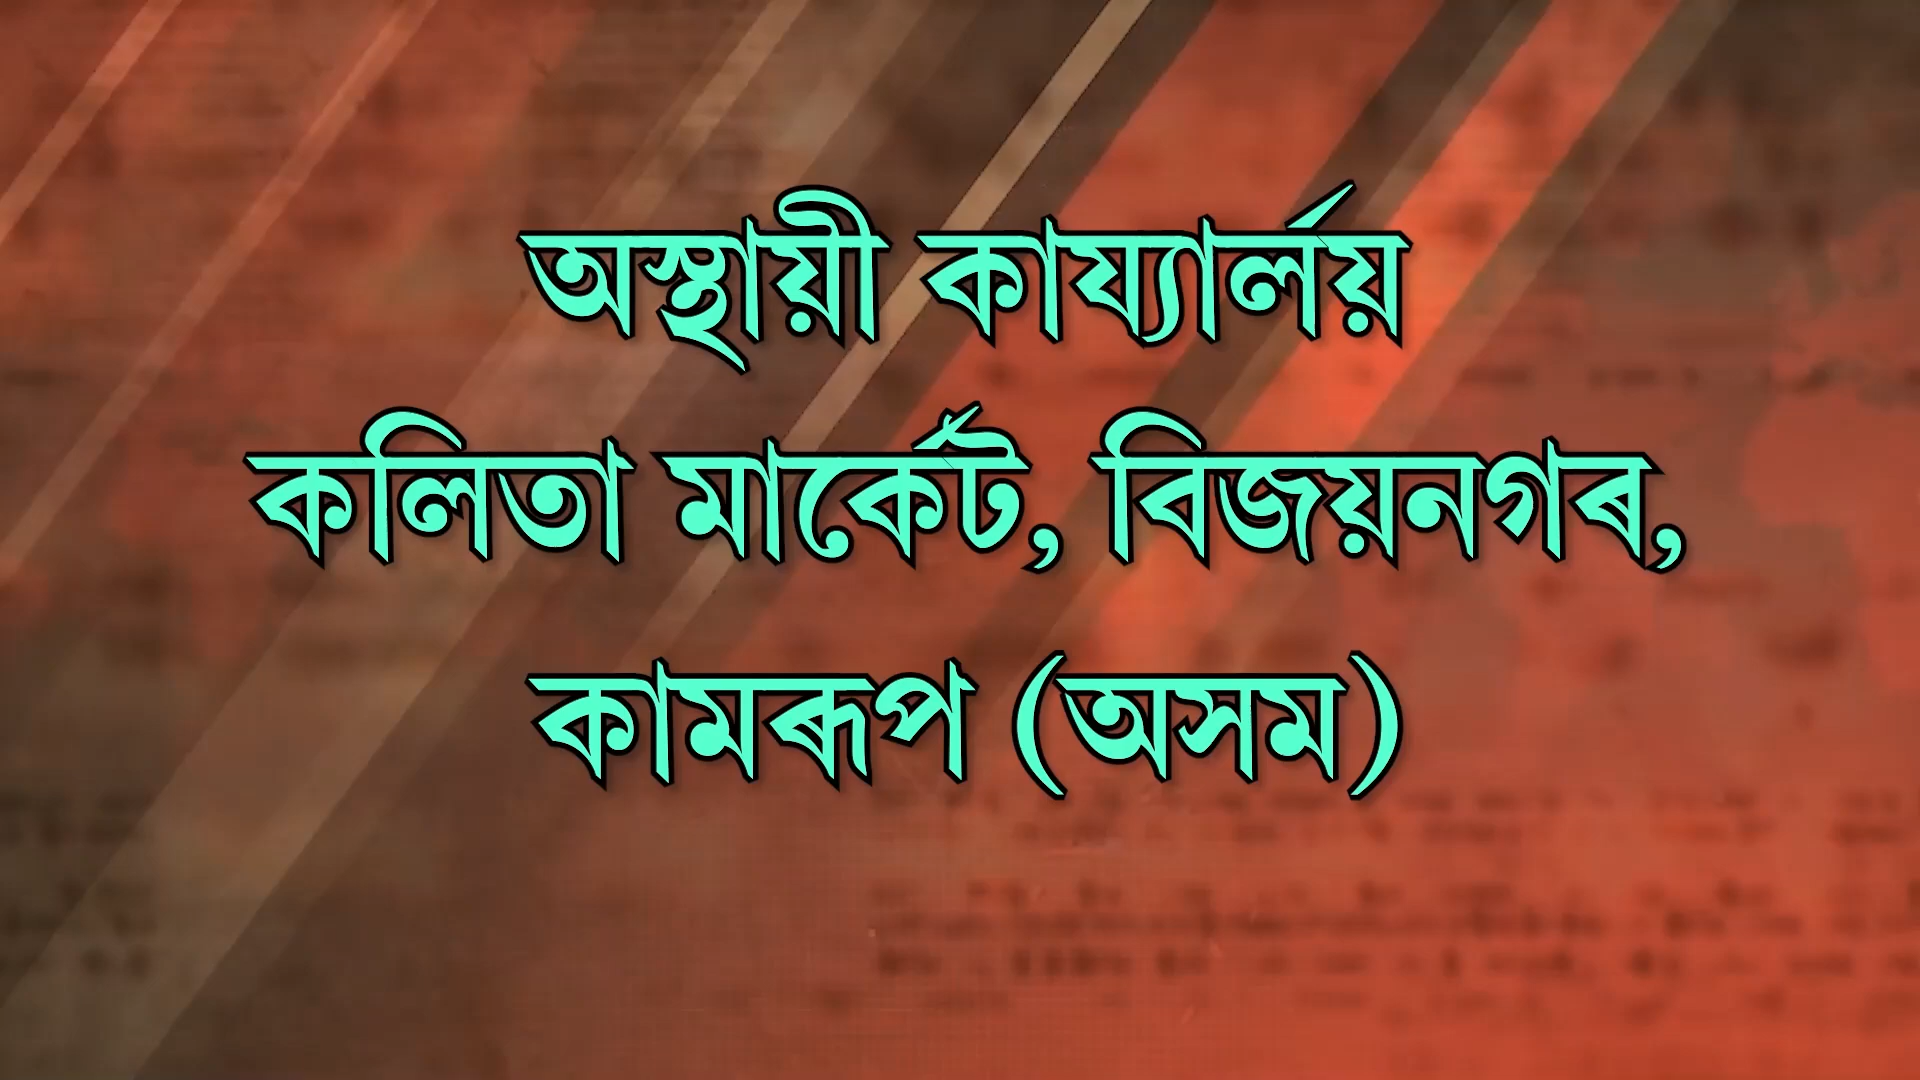 অস্থায়ী কায্যার্লয়
কলিতা মাৰ্কেট, বিজয়নগৰ,
কামৰূপ (অসম)